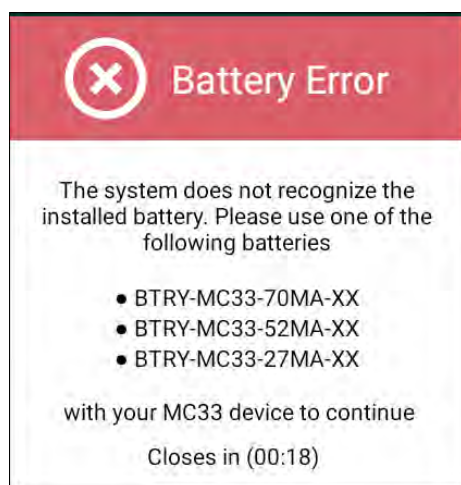 Battery Error
The system does not recognize the
installed battery. Please use one of the
following batteries
● BTRY-MC33-70MA-XX
● BTRY-MC33-52MA-XX
● BTRY-MC33-27MA-XX
with your MC33 device to continue
Closes in (00:18)